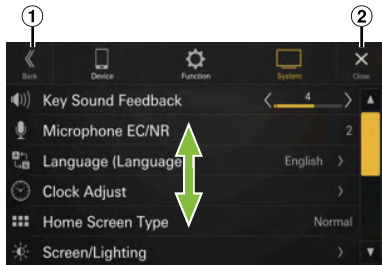 1 2
Back Device Function System Close
Key Sound Feedback 4
Microphone EC/NR 2
Language (Language English
Clock Adjust
Home Screen Type Normal
Screen/Lighting